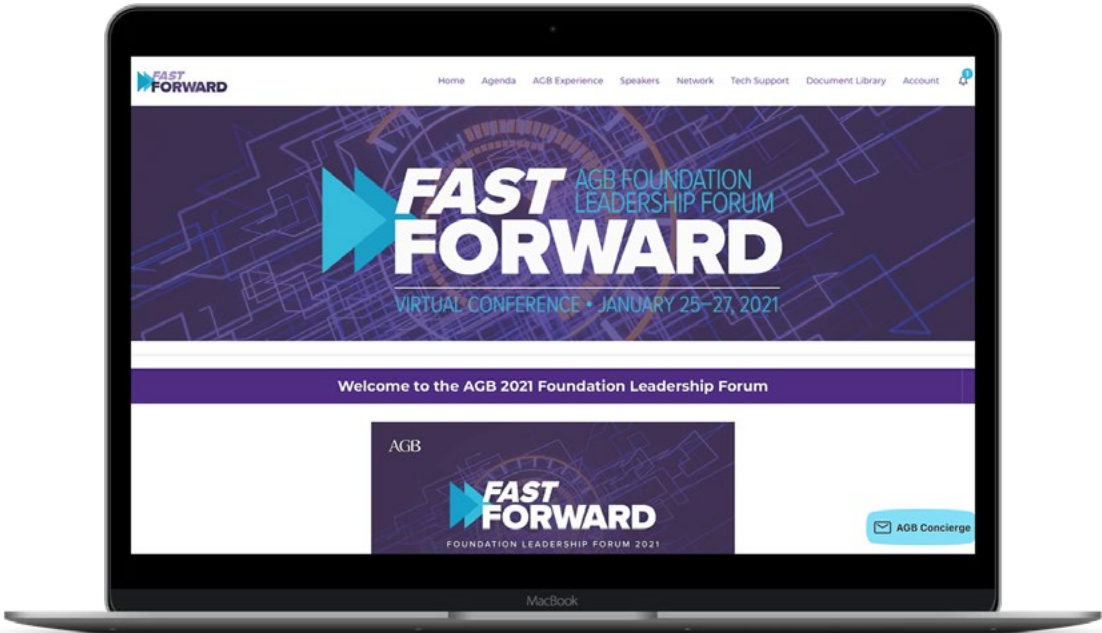 FAST
FORWARD
Home Agenda AGB Experience Speakers Network Tech Support Document Library Account
1
FAST
FORWARD
AGB FOUNDATION
LEADERSHIP FORUM
VIRTUAL CONFERENCE • JANUARY 25–27, 2021
Welcome to the AGB 2021 Foundation Leadership Forum
AGB
FAST
FORWARD
FOUNDATION LEADERSHIP FORUM 2021
AGB Concierge
MacBook